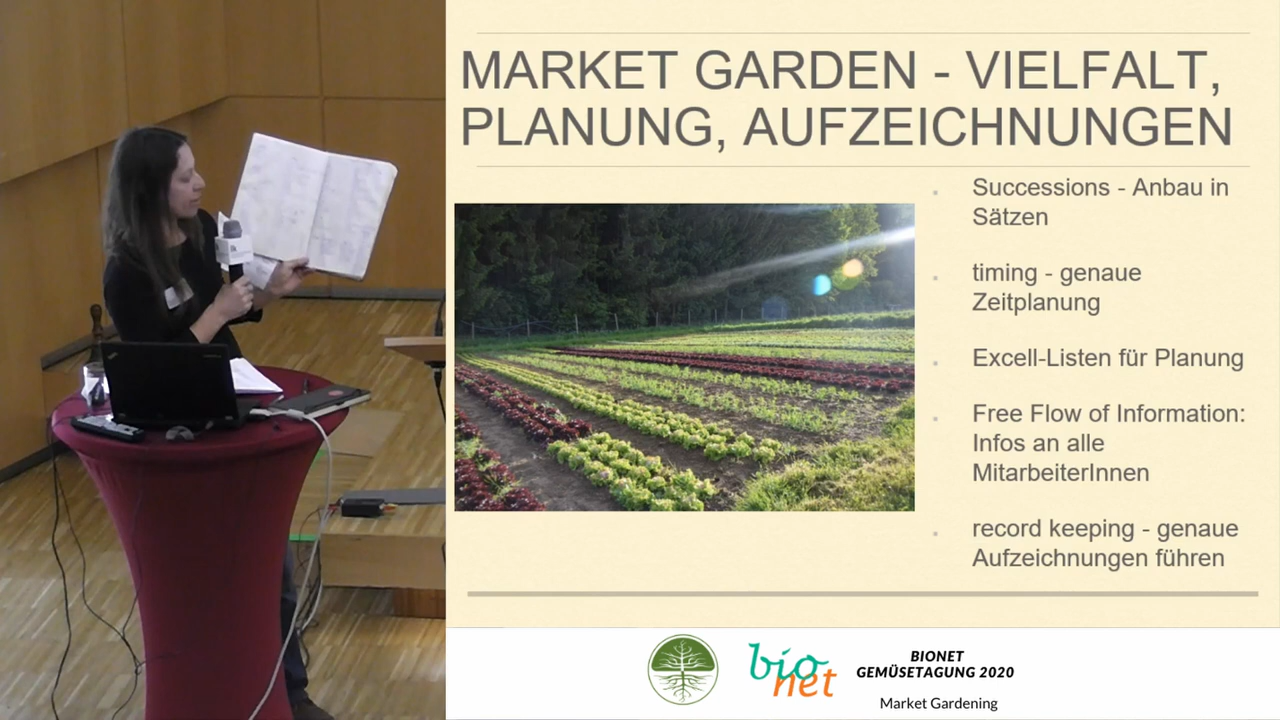 MARKET GARDEN - VIELFALT,
PLANUNG, AUFZEICHNUNGEN
Successions - Anbau in
Sätzen
timing - genaue
Zeitplanung
Excell-Listen für Planung
Free Flow of Information:
Infos an alle
MitarbeiterInnen
record keeping - genaue
Aufzeichnungen führen
bio
net
BIONET
GEMÜSETAGUNG 2020
Market Gardening